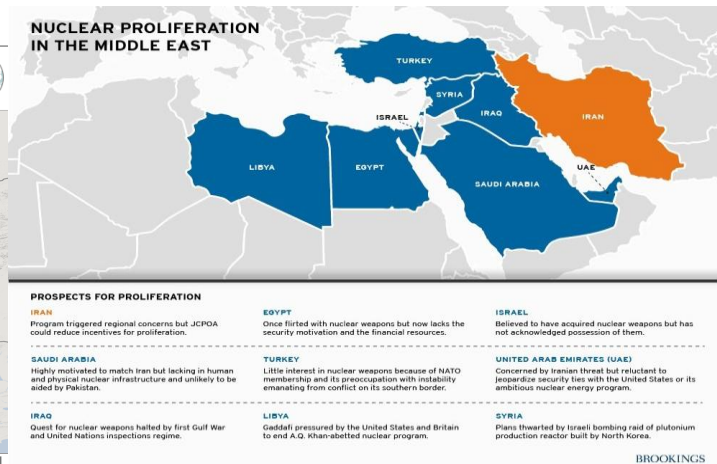 NUCLEAR PROLIFERATION
IN THE MIDDLE EAST
TURKEY
SYRIA
ISRAEL
IRAQ
IRAN
LIBYA
EGYPT
UAE
SAUDI ARABIA
PROSPECTS FOR PROLIFERATION
IRAN
Program triggered regional concerns but JCPOA
could reduce incentives for proliferation.
EGYPT
Once flirted with nuclear weapons but now lacks the
security motivation and the financial resources.
ISRAEL
Believed to have acquired nuclear weapons but has
not acknowledged possession of them.
SAUDI ARABIA
Highly motivated to match Iran but lacking in human
and physical nuclear infrastructure and unlikely to be
aided by Pakistan.
TURKEY
Little interest in nuclear weapons because of NATO
membership and its preoccupation with instability
emanating from conflict on its southern border.
UNITED ARAB EMIRATES (UAE)
Concerned by Iranian threat but reluctant to
jeopardize security ties with the United States or its
ambitious nuclear energy program.
IRAQ
Quest for nuclear weapons halted by first Gulf War
and United Nations inspections regime.
LIBYA
Gaddafi pressured by the United States and Britain
to end A.Q. Khan-abetted nuclear program.
SYRIA
Plans thwarted by Israeli bombing raid of plutonium
production reactor built by North Korea.
BROOKINGS